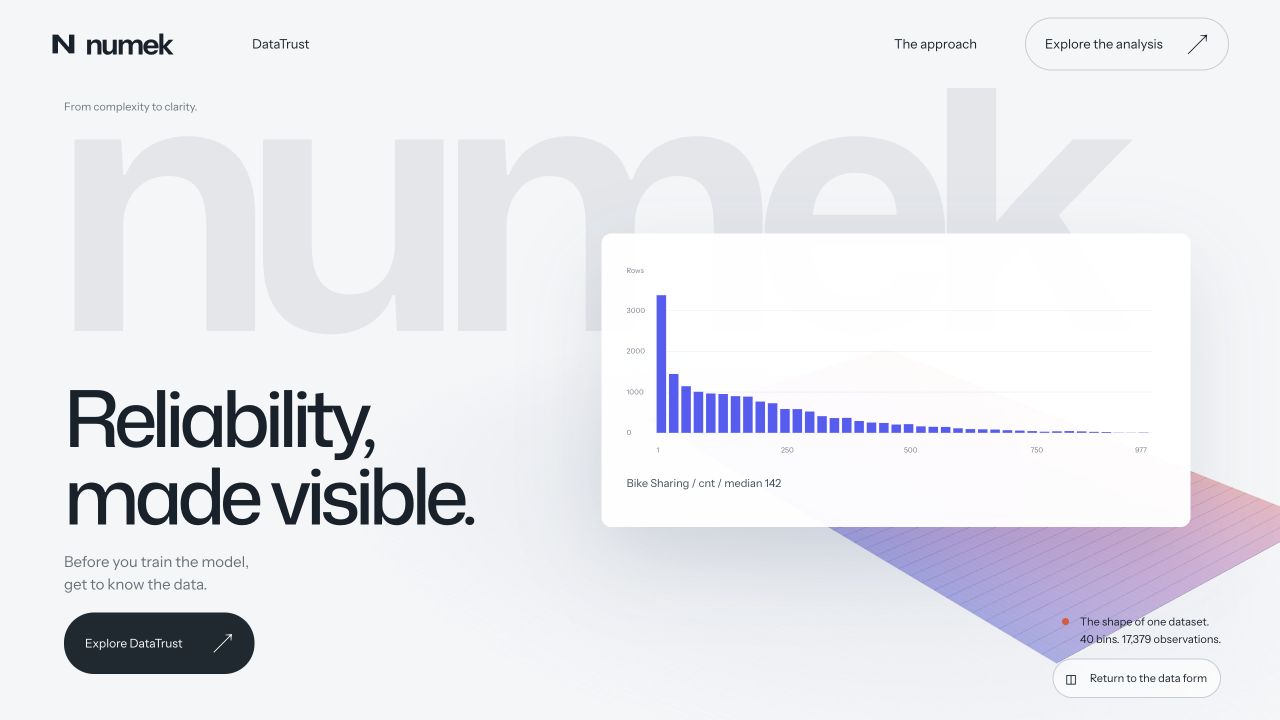 N numek
DataTrust
The approach
Explore the analysis
From complexity to clarity.
numek
Rows
3000
2000
1000
0
1
250
500
750
977
Bike Sharing / cnt / median 142
Reliability,
made visible.
Before you train the model,
get to know the data.
Explore DataTrust
The shape of one dataset.
40 bins. 17,379 observations.
Return to the data form